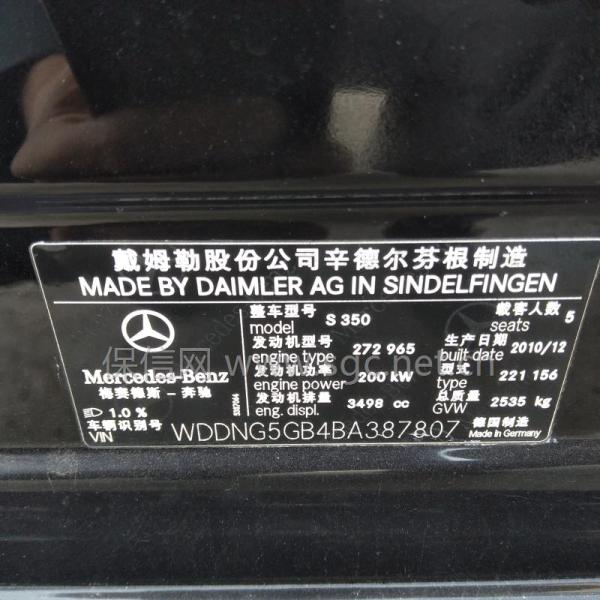 戴姆勒股份公司辛德尔芬根制造
MADE BY DAIMLER AG IN SINDELFINGEN
整车型号 S 350 载客人数 5
model seats
发动机型号 272 965 生产日期 2010/12
engine type built date
发动机功率 200 kW 型式 221 156
engine power type
发动机排量 3498 cc 总质量 2535 kg
eng. displ. GVW
Mercedes-Benz
梅赛德斯-奔驰
1.0 %
车辆识别号 WDDNG5GB4BA387807 德国制造
VIN Made in Germany
保信网 www.sgc.net.cn